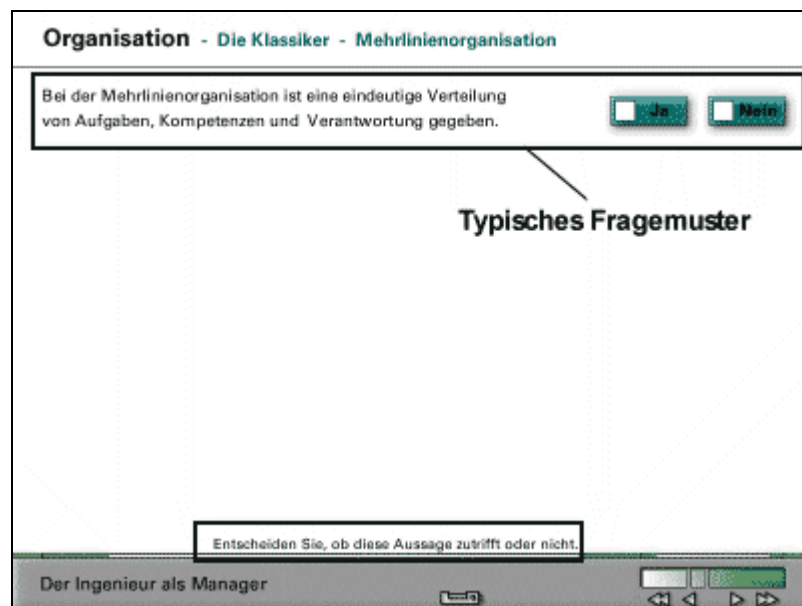 Organisation - Die Klassiker - Mehrlinienorganisation
Bei der Mehrlinienorganisation ist eine eindeutige Verteilung
von Aufgaben, Kompetenzen und Verantwortung gegeben.
Ja Nein
Typisches Fragemuster
Entscheiden Sie, ob diese Aussage zutrifft oder nicht.
Der Ingenieur als Manager